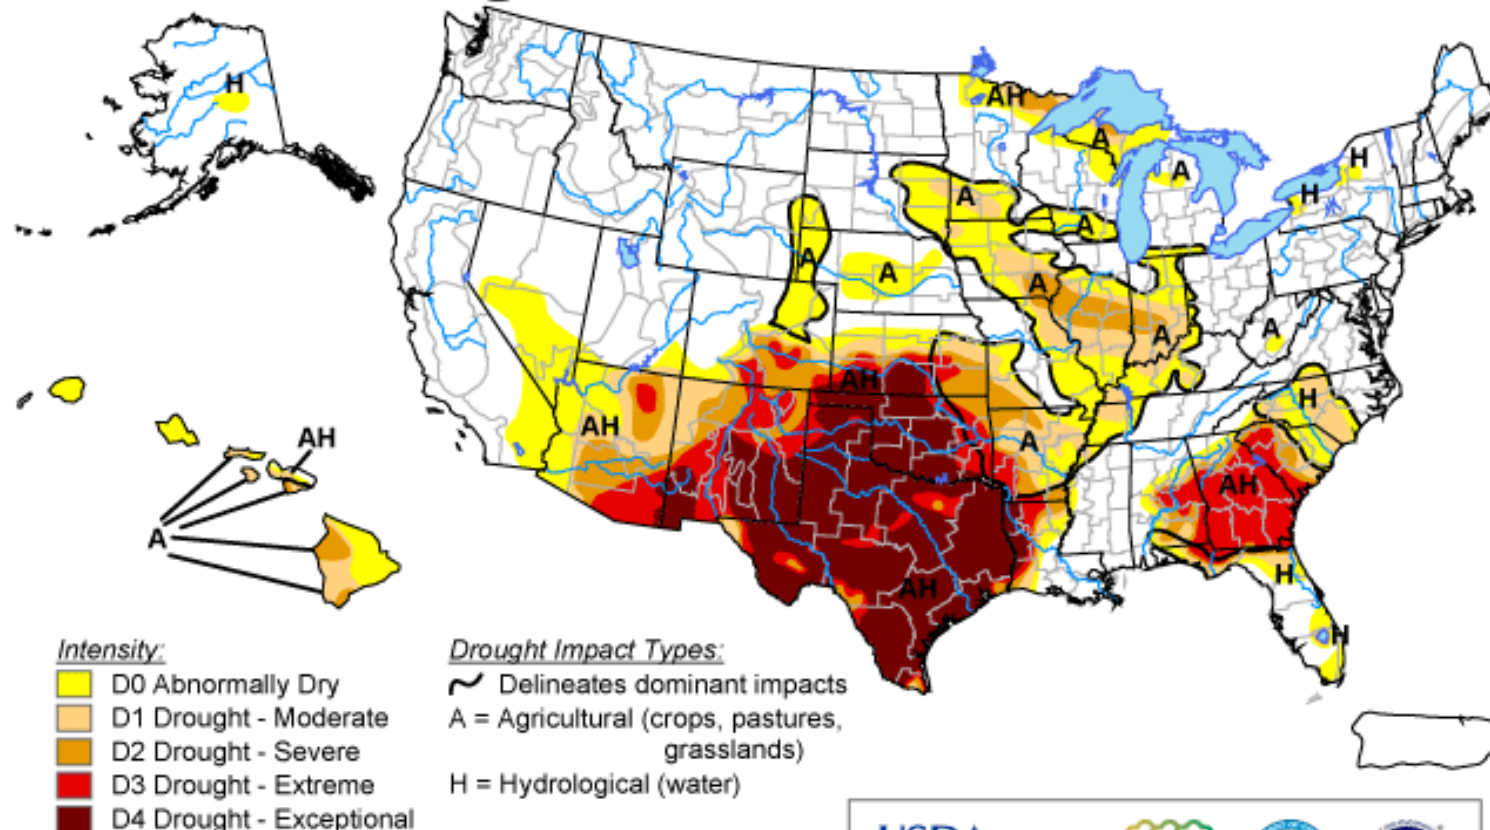 H
AH
A
A
H
H
A
A
A
A
A
A
A
AH
H
AH
A
AH
AH
A
AH
H
H
Intensity:
D0 Abnormally Dry
D1 Drought - Moderate
D2 Drought - Severe
D3 Drought - Extreme
D4 Drought - Exceptional
Drought Impact Types:
Delineates dominant impacts
A = Agricultural (crops, pastures,
grasslands)
H = Hydrological (water)
USDA